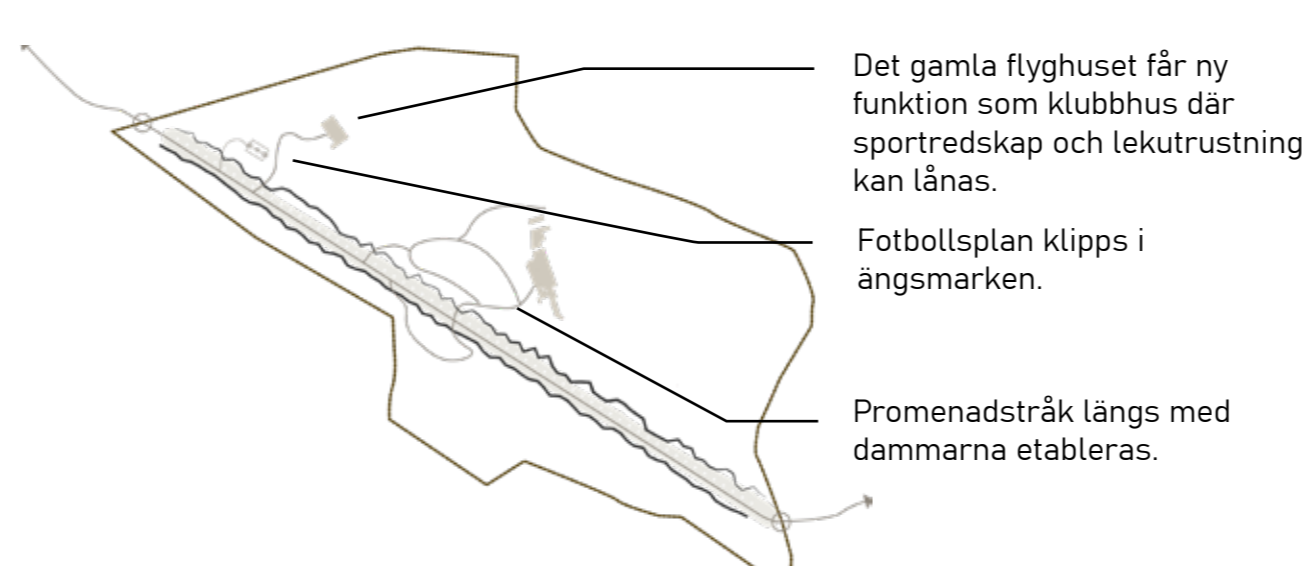 Det gamla flyghuset får ny
funktion som klubbhus där
sportredskap och lekutrustning
kan lånas.
Fotbollsplan klipps i
ängsmarken.
Promenadstråk längs med
dammarna etableras.